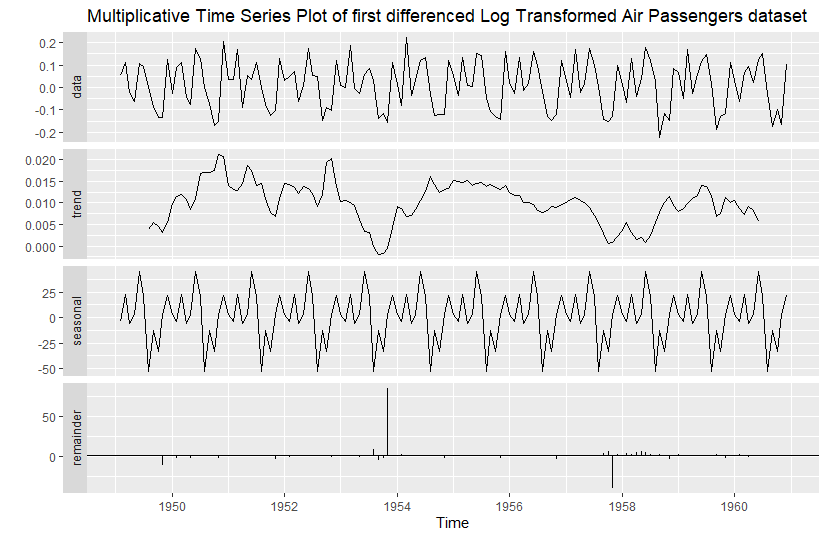 Multiplicative Time Series Plot of first differenced Log Transformed Air Passengers dataset
data
0.2
0.1
0.0
-0.1
-0.2
trend
0.020
0.015
0.010
0.005
0.000
seasonal
25
0
-25
-50
remainder
50
0
1950 1952 1954 1956 1958 1960
Time